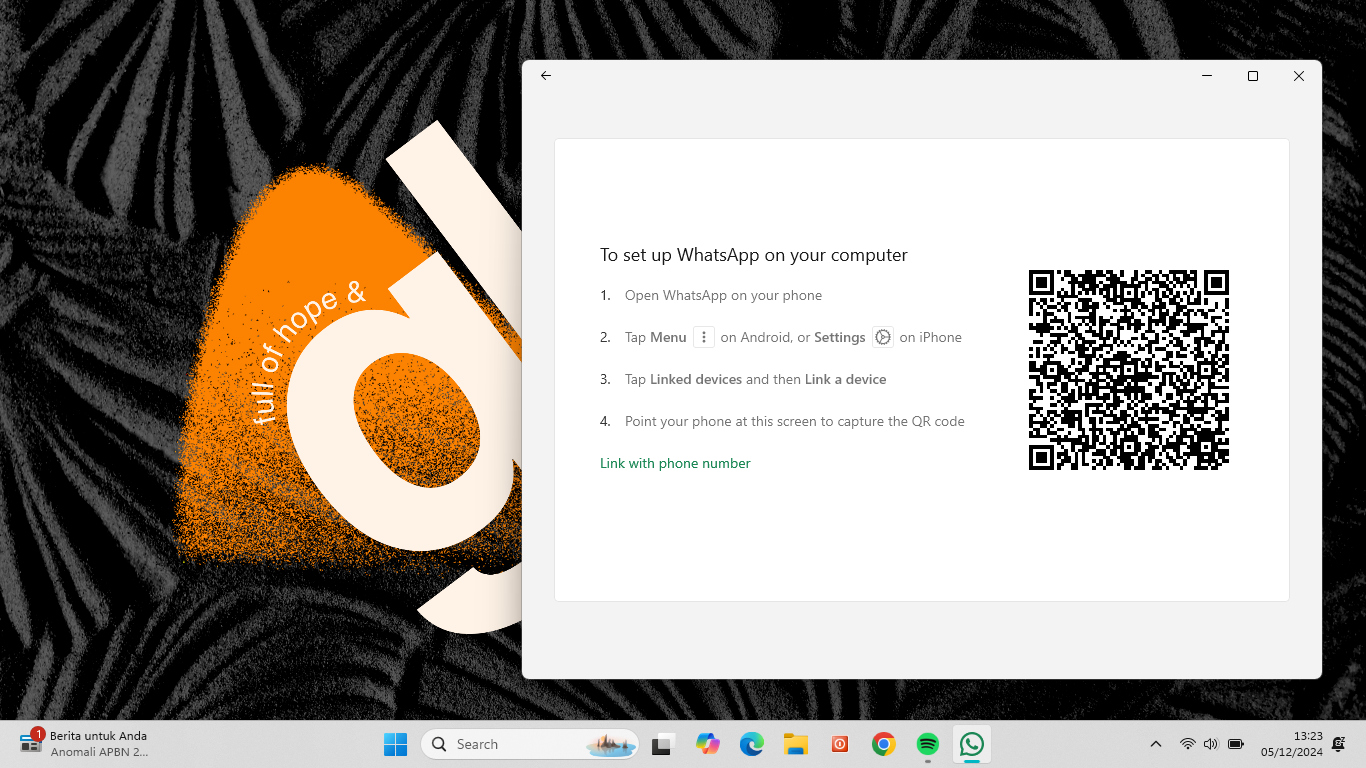 full of hope &
To set up WhatsApp on your computer
1. Open WhatsApp on your phone
2. Tap Menu on Android, or Settings on iPhone
3. Tap Linked devices and then Link a device
4. Point your phone at this screen to capture the QR code
Link with phone number
1
Berita untuk Anda
Anomali APBN 2...
Search
13:23
05/12/2024